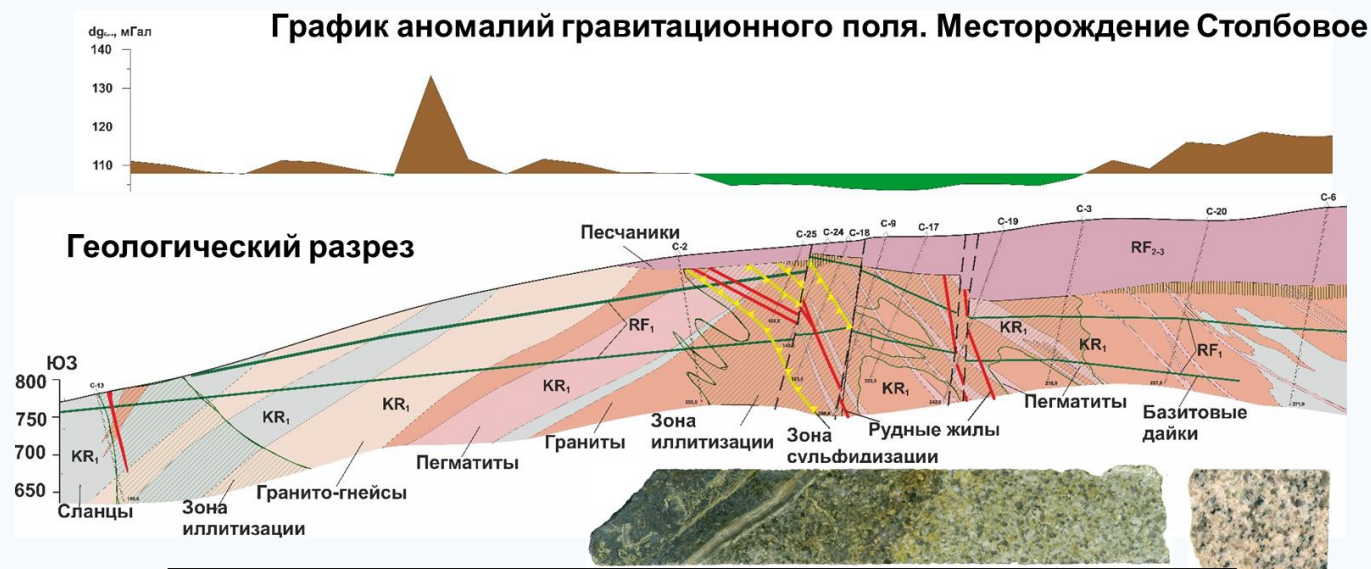 График аномалий гравитационного поля. Месторождение Столбовое
мГал
140
130
120
110
Геологический разрез
Песчаники
С-2
С-25
С-24
С-18
С-9
С-17
С-19
С-3
С-20
С-6
RF₂₋₃
RF₁
KR₁
KR₁
RF₁
ЮЗ
800
750
700
650
С-13
KR₁
KR₁
KR₁
KR₁
KR₁
Сланцы
Зона
иллитизации
Гранито-гнейсы
Пегматиты
Граниты
Зона
иллитизации
Зона
сульфидизации
Рудные жилы
Пегматиты
Базитовые
дайки